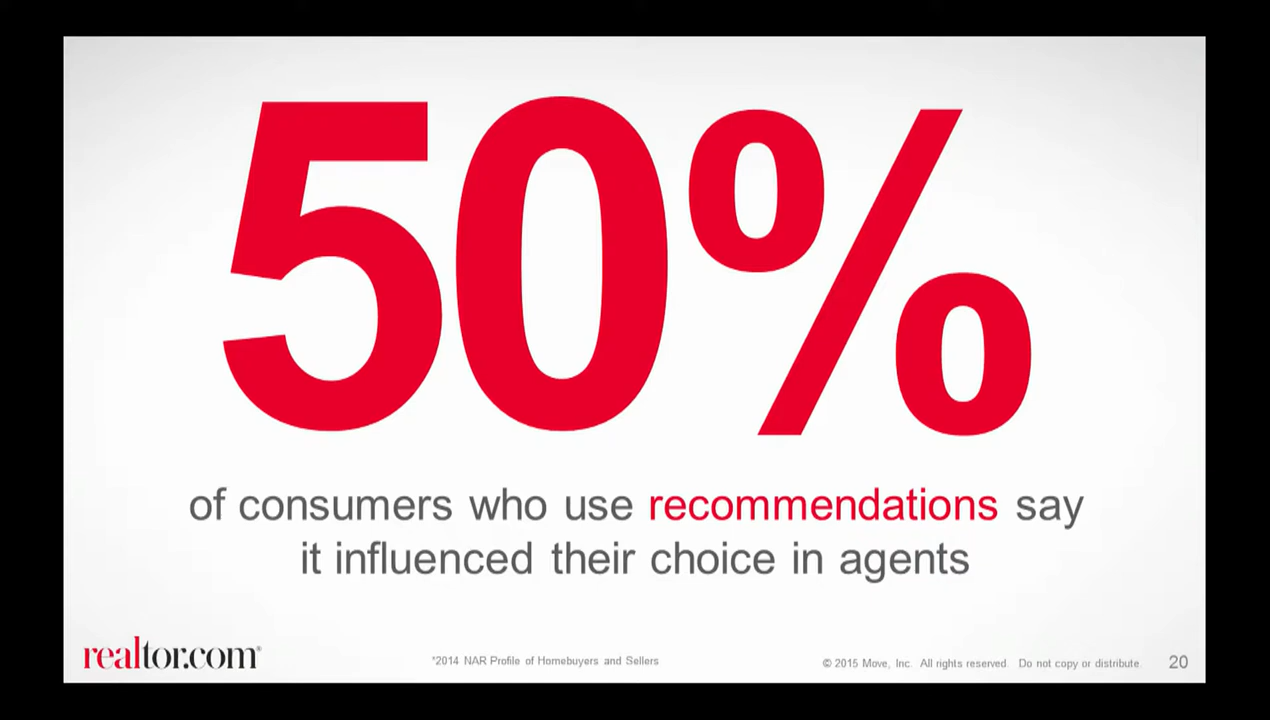 50%
of consumers who use recommendations say
it influenced their choice in agents
realtor.com®
*2014 NAR Profile of Homebuyers and Sellers
© 2015 Move, Inc. All rights reserved. Do not copy or distribute.
20